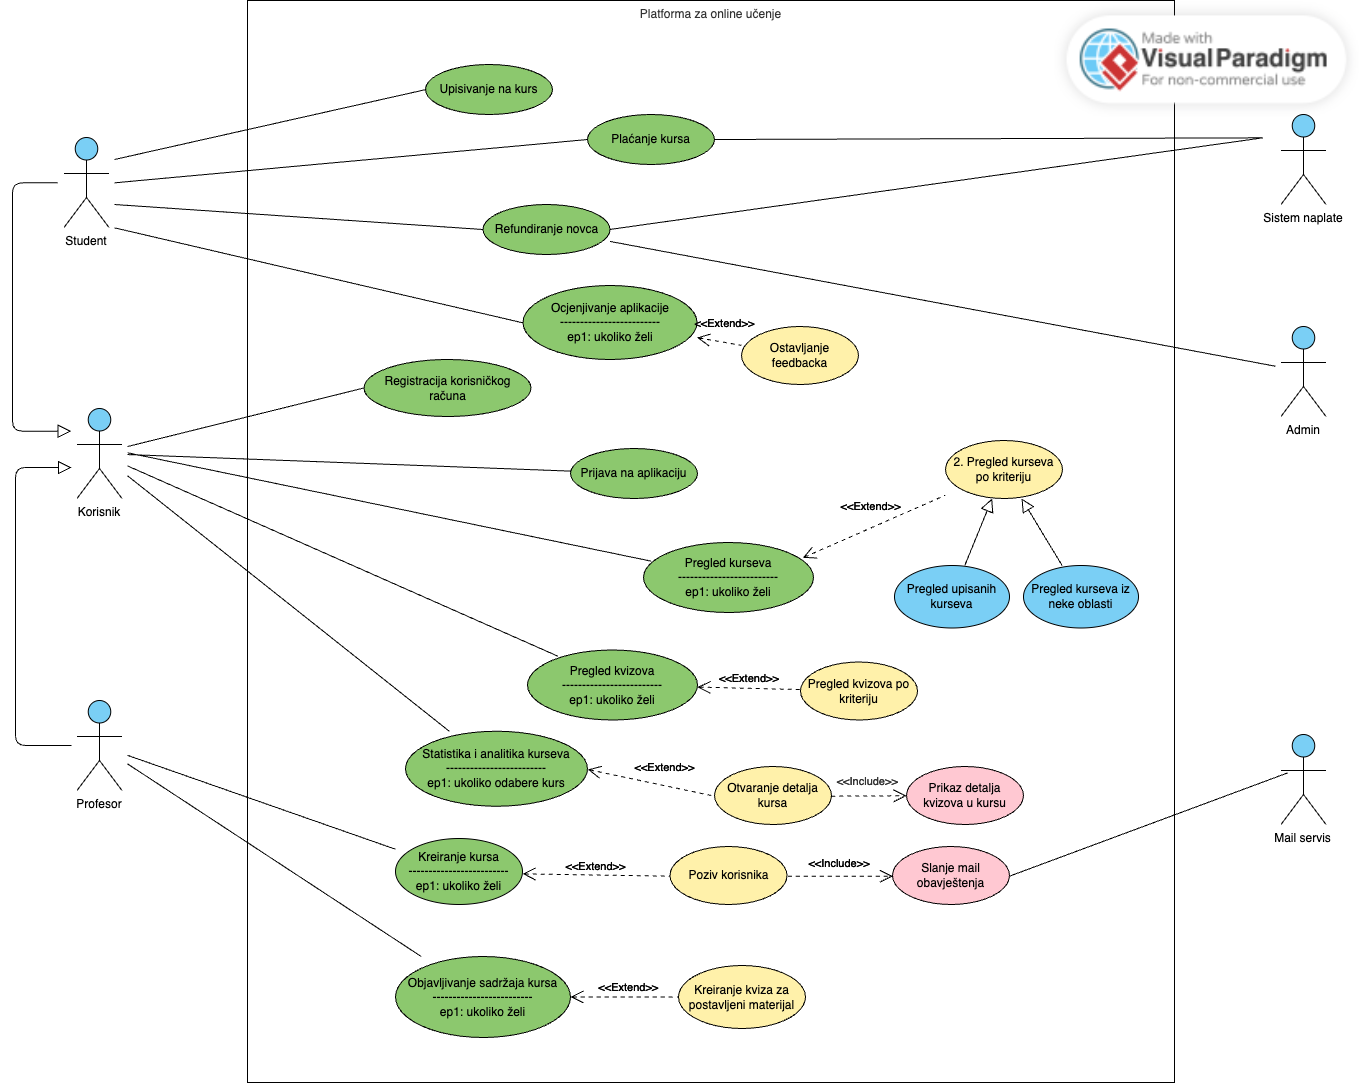 Platforma za online učenje
Made with
Visual Paradigm
For non-commercial use
Upisivanje na kurs
Plaćanje kursa
Student
Sistem naplate
Refundiranje novca
Ocjenjivanje aplikacije
-------------------------
ep1: ukoliko želi
<<Extend>>
Ostavljanje
feedbacka
Admin
Registracija korisničkog
računa
Korisnik
Prijava na aplikaciju
2. Pregled kurseva
po kriteriju
<<Extend>>
Pregled kurseva
-------------------------
ep1: ukoliko želi
Pregled upisanih
kurseva
Pregled kurseva iz
neke oblasti
Pregled kvizova
-------------------------
ep1: ukoliko želi
<<Extend>>
Pregled kvizova po
kriteriju
Profesor
Statistika i analitika kurseva
-------------------------
ep1: ukoliko odabere kurs
<<Extend>>
Otvaranje detalja
kursa
<<Include>>
Prikaz detalja
kvizova u kursu
Mail servis
Kreiranje kursa
-------------------------
ep1: ukoliko želi
<<Extend>>
Poziv korisnika
<<Include>>
Slanje mail
obavještenja
Objavljivanje sadržaja kursa
-------------------------
ep1: ukoliko želi
<<Extend>>
Kreiranje kviza za
postavljeni materijal